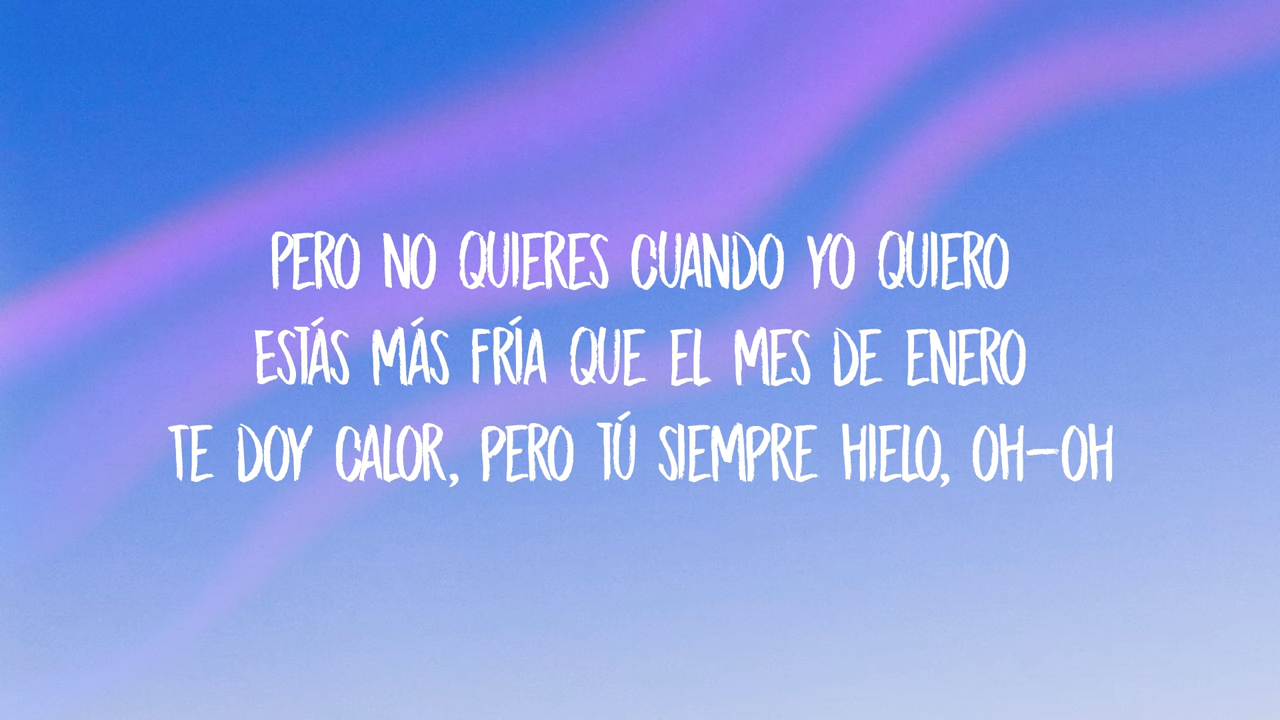 PERO NO QUIERES CUANDO YO QUIERO
ESTÁS MÁS FRÍA QUE EL MES DE ENERO
TE DOY CALOR, PERO TÚ SIEMPRE HIELO, OH-OH